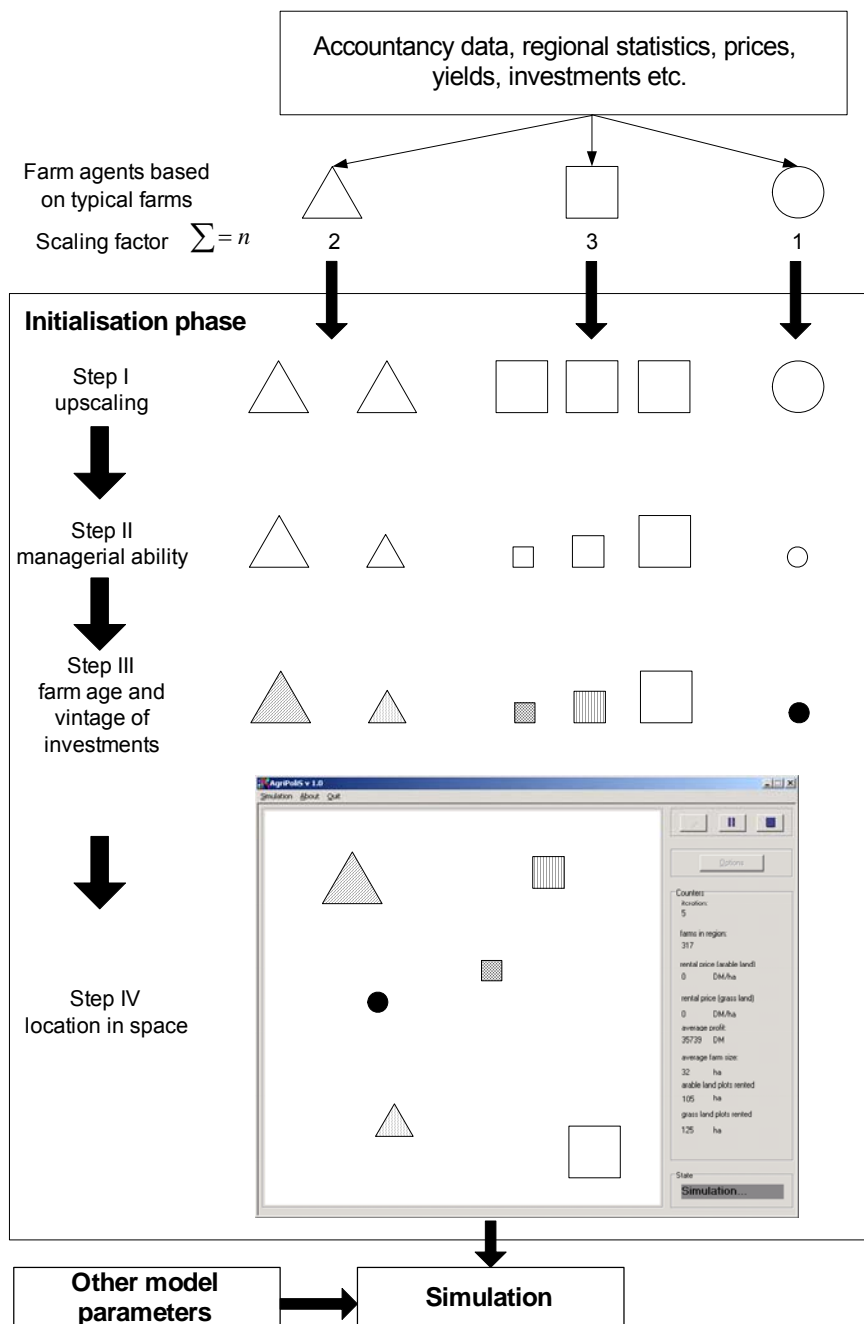 Accountancy data, regional statistics, prices,
yields, investments etc.
Farm agents based
on typical farms
Scaling factor ∑ = n
2
3
1
Initialisation phase
Step I
upscaling
Step II
managerial ability
Step III
farm age and
vintage of
investments
AgriPoliS v 1.0
Simulation About Quit
Options
Counters
iteration:
5
farms in region:
317
rental price (arable land)
0 DM/ha
rental price (grass land)
0 DM/ha
average profit
35739 DM
average farm size:
32 ha
arable land plots rented
105 ha
grass land plots rented
125 ha
State
Simulation...
Step IV
location in space
Other model
parameters
Simulation